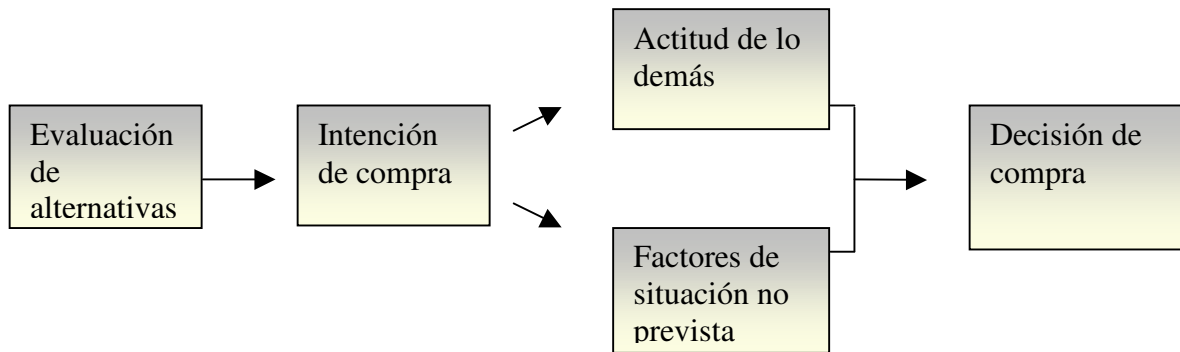 Evaluación
de
alternativas
Intención
de compra
Actitud de lo
demás
Factores de
situación no
prevista
Decisión de
compra